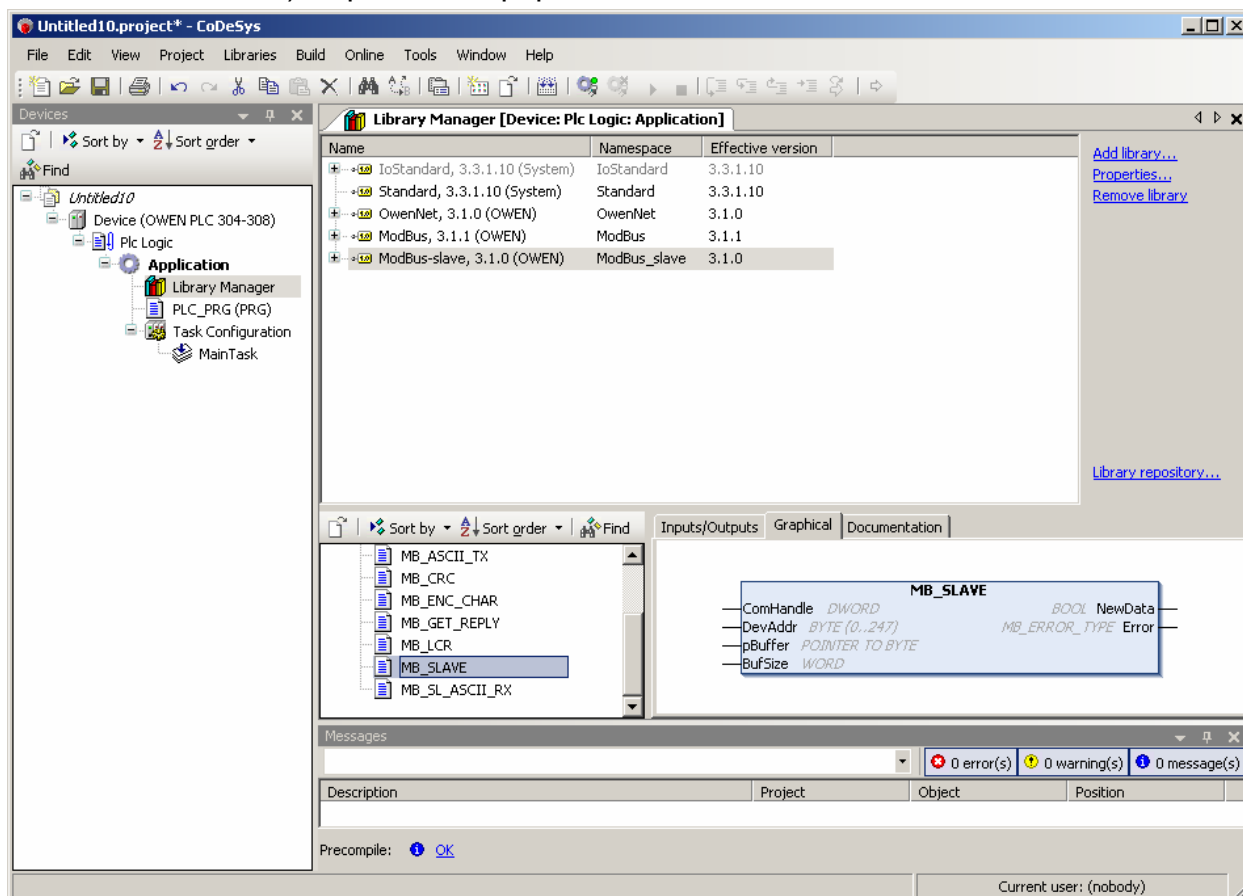 Untitled10.project* - CoDeSys
File Edit View Project Libraries Build Online Tools Window Help
Devices
Sort by Sort order
Find
Untitled10
Device (OWEN PLC 304-308)
Plc Logic
Application
Library Manager
PLC_PRG (PRG)
Task Configuration
MainTask
Library Manager [Device: Plc Logic: Application]
Name Namespace Effective version
IoStandard, 3.3.1.10 (System) IoStandard 3.3.1.10
Standard, 3.3.1.10 (System) Standard 3.3.1.10
OwenNet, 3.1.0 (OWEN) OwenNet 3.1.0
ModBus, 3.1.1 (OWEN) ModBus 3.1.1
ModBus-slave, 3.1.0 (OWEN) ModBus_slave 3.1.0
Add library...
Properties...
Remove library
Library repository...
Sort by Sort order Find
MB_ASCII_TX
MB_CRC
MB_ENC_CHAR
MB_GET_REPLY
MB_LCR
MB_SLAVE
MB_SL_ASCII_RX
Inputs/Outputs Graphical Documentation
MB_SLAVE
ComHandle DWORD BOOL NewData
DevAddr BYTE (0..247) MB_ERROR_TYPE Error
pBuffer POINTER TO BYTE
BufSize WORD
Messages
0 error(s) 0 warning(s) 0 message(s)
Description Project Object Position
Precompile: OK
Current user: (nobody)